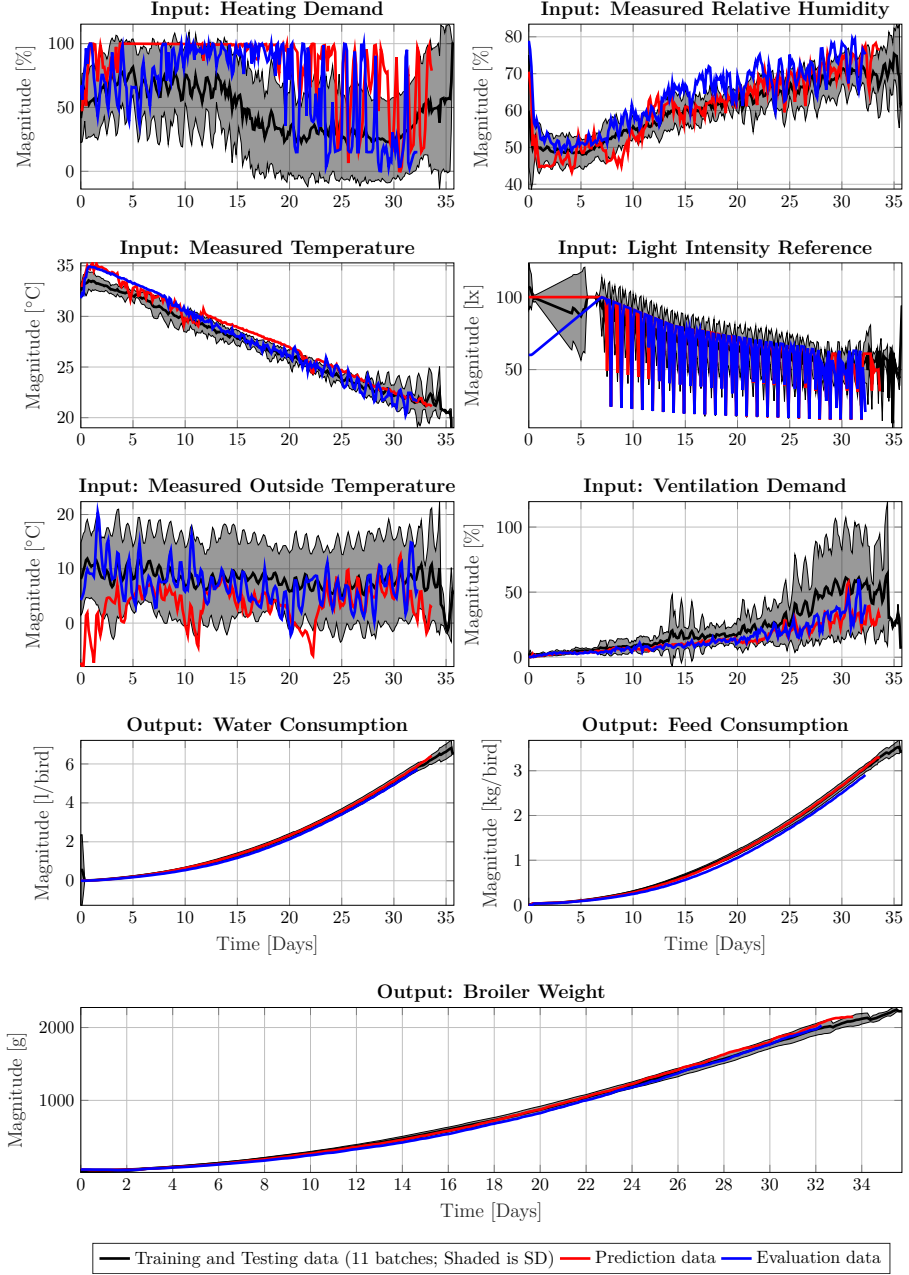 Input: Heating Demand
Input: Measured Relative Humidity
Magnitude [%]
100
50
0
0 5 10 15 20 25 30 35
Magnitude [%]
80
70
60
50
40
0 5 10 15 20 25 30 35
Input: Measured Temperature
Input: Light Intensity Reference
Magnitude [°C]
35
30
25
20
0 5 10 15 20 25 30 35
Magnitude [lx]
100
50
0 5 10 15 20 25 30 35
Input: Measured Outside Temperature
Input: Ventilation Demand
Magnitude [°C]
20
10
0
0 5 10 15 20 25 30 35
Magnitude [%]
100
50
0
0 5 10 15 20 25 30 35
Output: Water Consumption
Output: Feed Consumption
Magnitude [l/bird]
6
4
2
0
0 5 10 15 20 25 30 35
Time [Days]
Magnitude [kg/bird]
3
2
1
0
0 5 10 15 20 25 30 35
Time [Days]
Output: Broiler Weight
Magnitude [g]
2000
1000
0 2 4 6 8 10 12 14 16 18 20 22 24 26 28 30 32 34
Time [Days]
Training and Testing data (11 batches; Shaded is SD) Prediction data Evaluation data